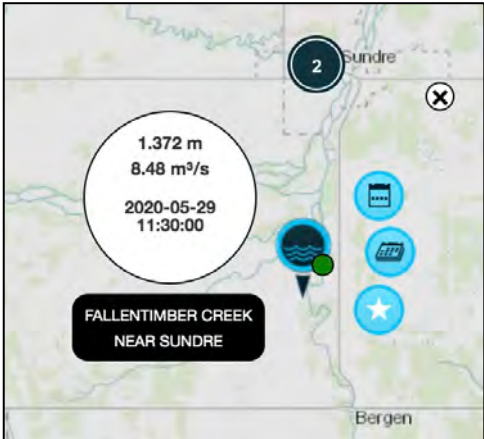 2
Sundre
1.372 m
8.48 m³/s
2020-05-29
11:30:00
FALLENTIMBER CREEK
NEAR SUNDRE
Bergen